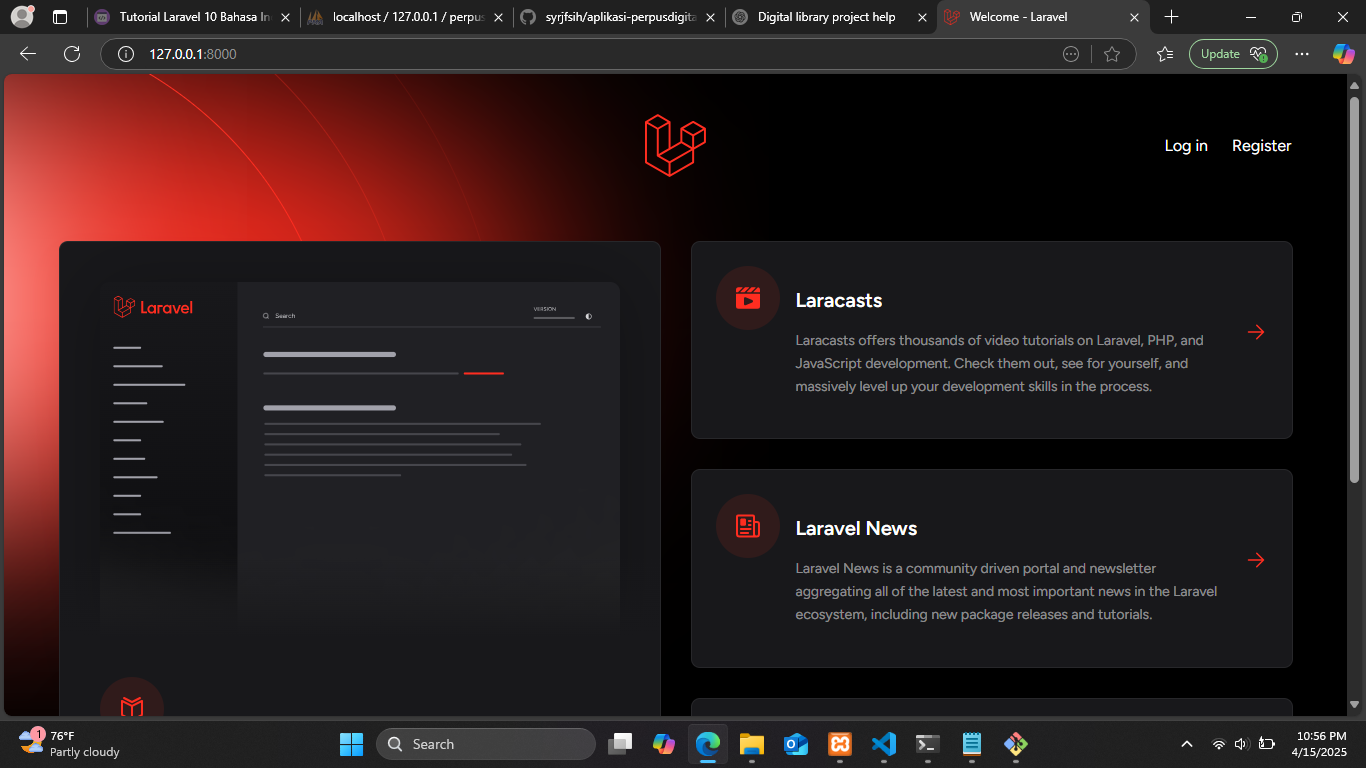 Tutorial Laravel 10 Bahasa In
localhost / 127.0.0.1 / perpus
syrjfsih/aplikasi-perpusdigita
Digital library project help
Welcome - Laravel
127.0.0.1:8000
Update
Log in
Register
Laravel
Search
VERSION
Laracasts
Laracasts offers thousands of video tutorials on Laravel, PHP, and
JavaScript development. Check them out, see for yourself, and
massively level up your development skills in the process.
Laravel News
Laravel News is a community driven portal and newsletter
aggregating all of the latest and most important news in the Laravel
ecosystem, including new package releases and tutorials.
1
76°F
Partly cloudy
Search
10:56 PM
4/15/2025